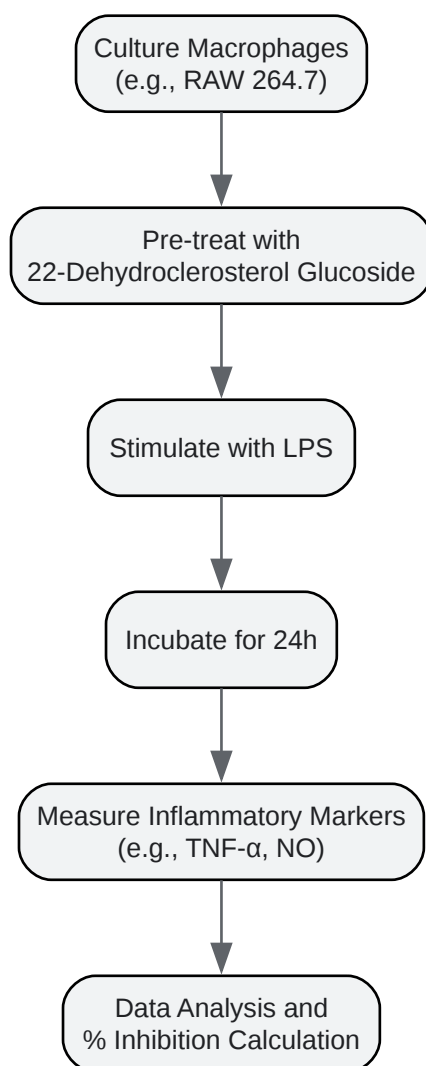 Culture Macrophages
(e.g., RAW 264.7)
Pre-treat with
22-Dehydroclerosterol Glucoside
Stimulate with LPS
Incubate for 24h
Measure Inflammatory Markers
(e.g., TNF-α, NO)
Data Analysis and
% Inhibition Calculation